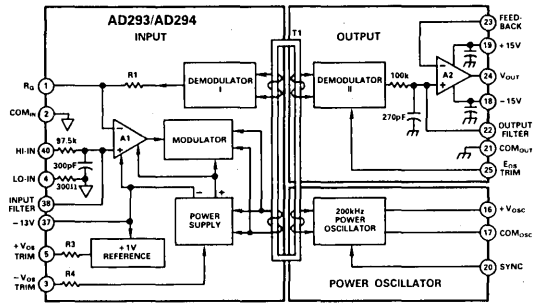 AD293/AD294
INPUT
T1
OUTPUT
RG 1
COMIN 2
HI-IN 40
LO-IN 4
INPUT FILTER 38
-13V 37
+VOS TRIM 5
-VOS TRIM 3
R1
DEMODULATOR I
A1
MODULATOR
97.5k
300pF
300Ω
- +
POWER SUPPLY
+1V REFERENCE
R3
R4
DEMODULATOR II
100k
270pF
A2
200kHz POWER OSCILLATOR
POWER OSCILLATOR
23 FEED-BACK
19 +15V
24 VOUT
18 -15V
22 OUTPUT FILTER
21 COMOUT
25 EOS TRIM
16 +VOSC
17 COMOSC
20 SYNC